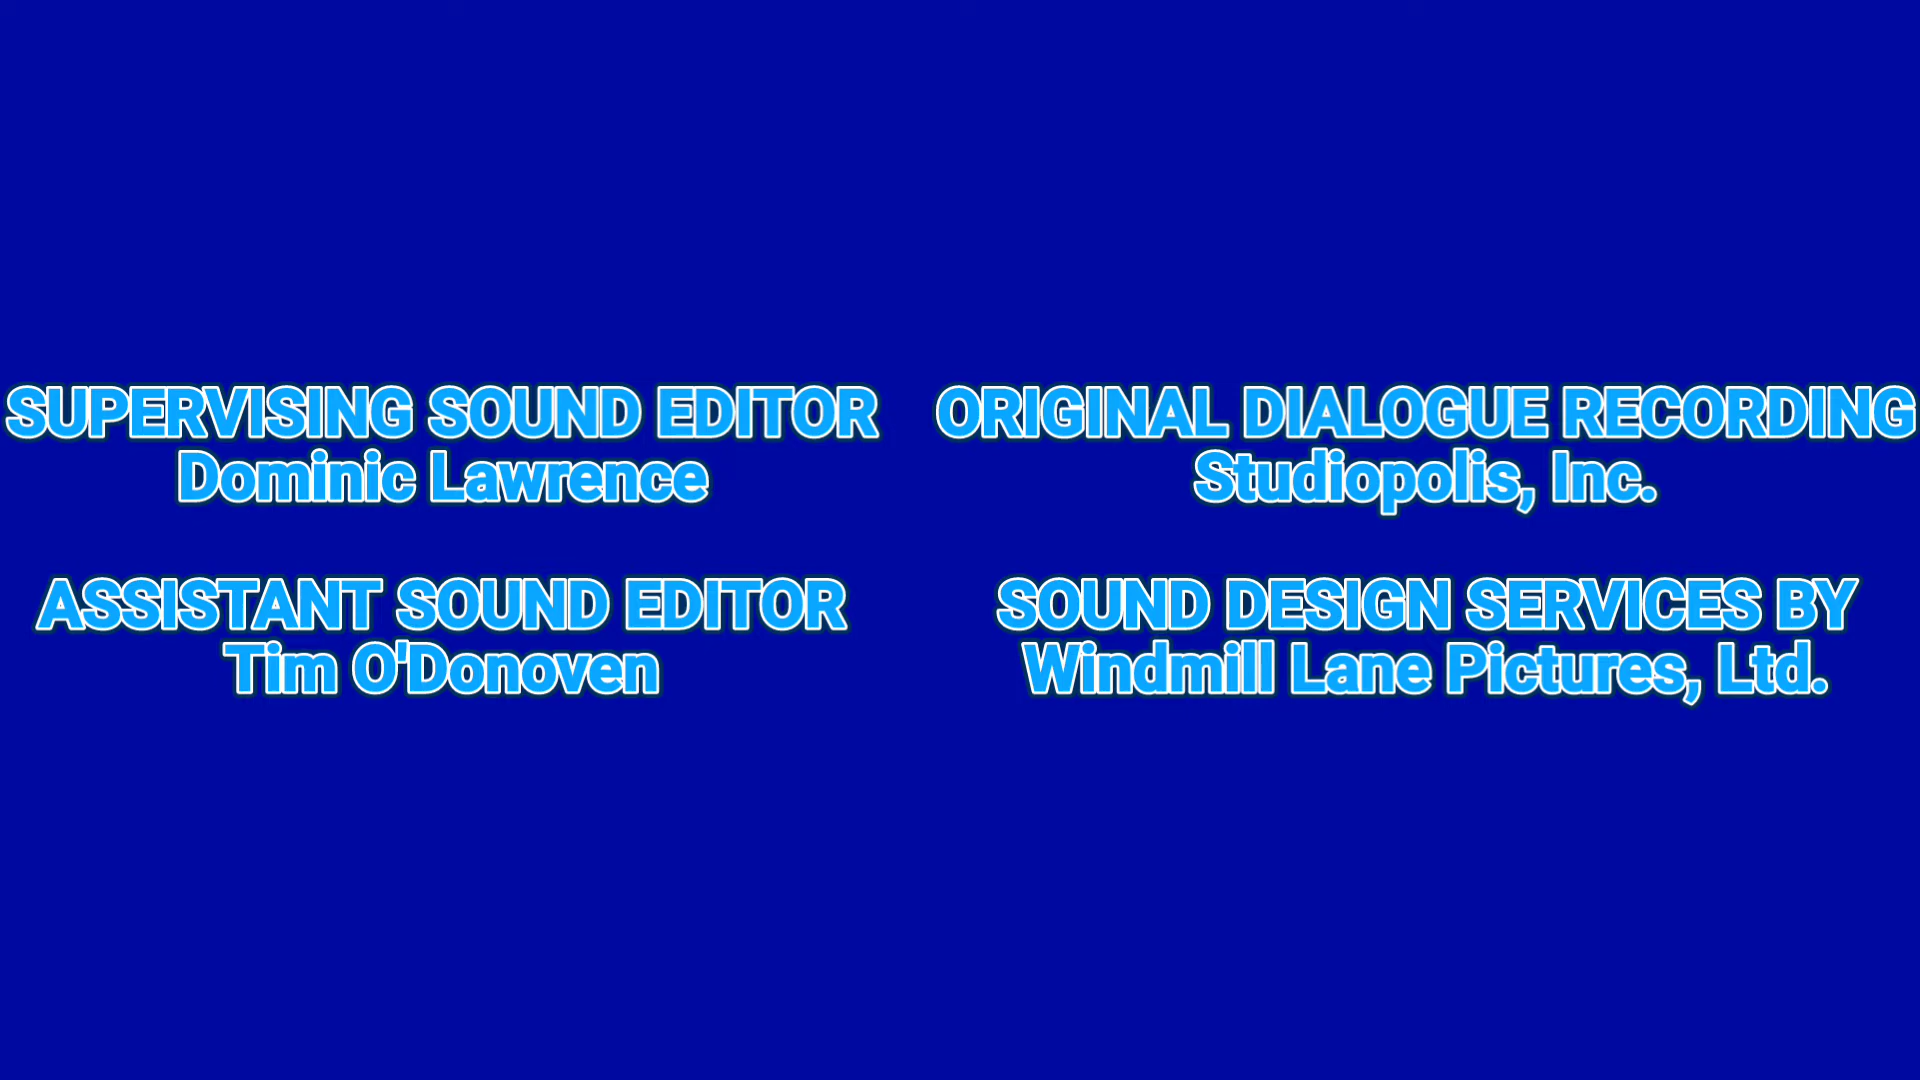 SUPERVISING SOUND EDITOR
Dominic Lawrence
ASSISTANT SOUND EDITOR
Tim O'Donoven
ORIGINAL DIALOGUE RECORDING
Studiopolis, Inc.
SOUND DESIGN SERVICES BY
Windmill Lane Pictures, Ltd.